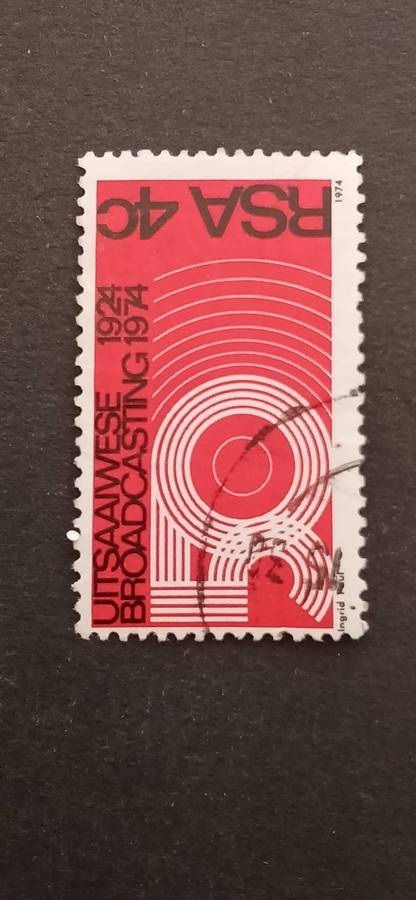 RSA 4c
UITSAAIWESE 1924
BROADCASTING 1974
1974
Ingrid Paul